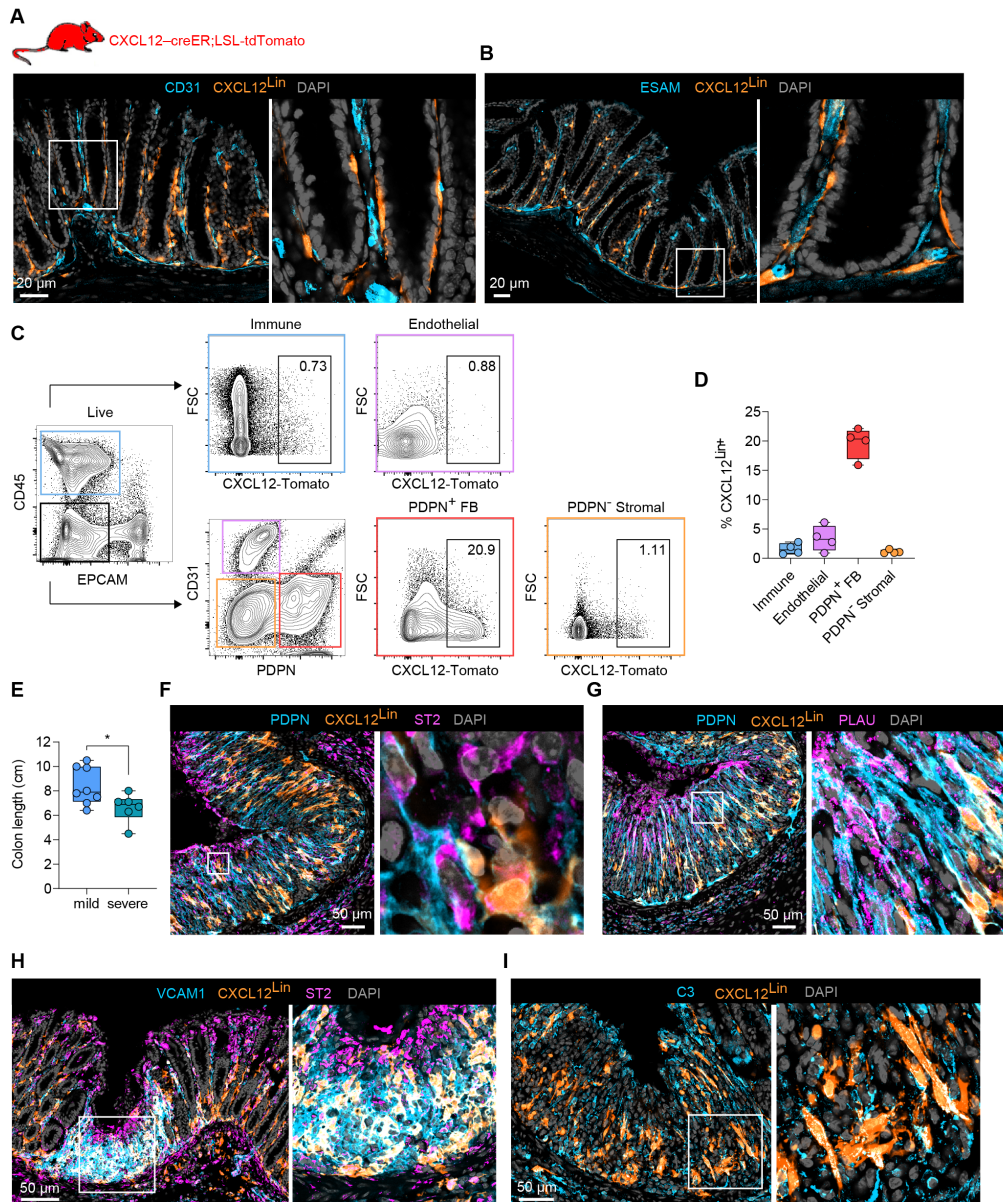 A
CXCL12–creER;LSL-tdTomato
CD31 CXCL12Lin DAPI
20 µm
B
ESAM CXCL12Lin DAPI
20 µm
C
Live
CD45
EPCAM
Immune
FSC
0.73
CXCL12-Tomato
Endothelial
FSC
0.88
CXCL12-Tomato
CD31
PDPN
PDPN+ FB
FSC
20.9
CXCL12-Tomato
PDPN− Stromal
FSC
1.11
CXCL12-Tomato
D
% CXCL12Lin+
25
20
15
10
5
0
Immune
Endothelial
PDPN+ FB
PDPN− Stromal
E
Colon length (cm)
12
10
8
6
4
2
0
*
mild severe
F
PDPN CXCL12Lin ST2 DAPI
50 µm
G
PDPN CXCL12Lin PLAU DAPI
50 µm
H
VCAM1 CXCL12Lin ST2 DAPI
50 µm
I
C3 CXCL12Lin DAPI
50 µm